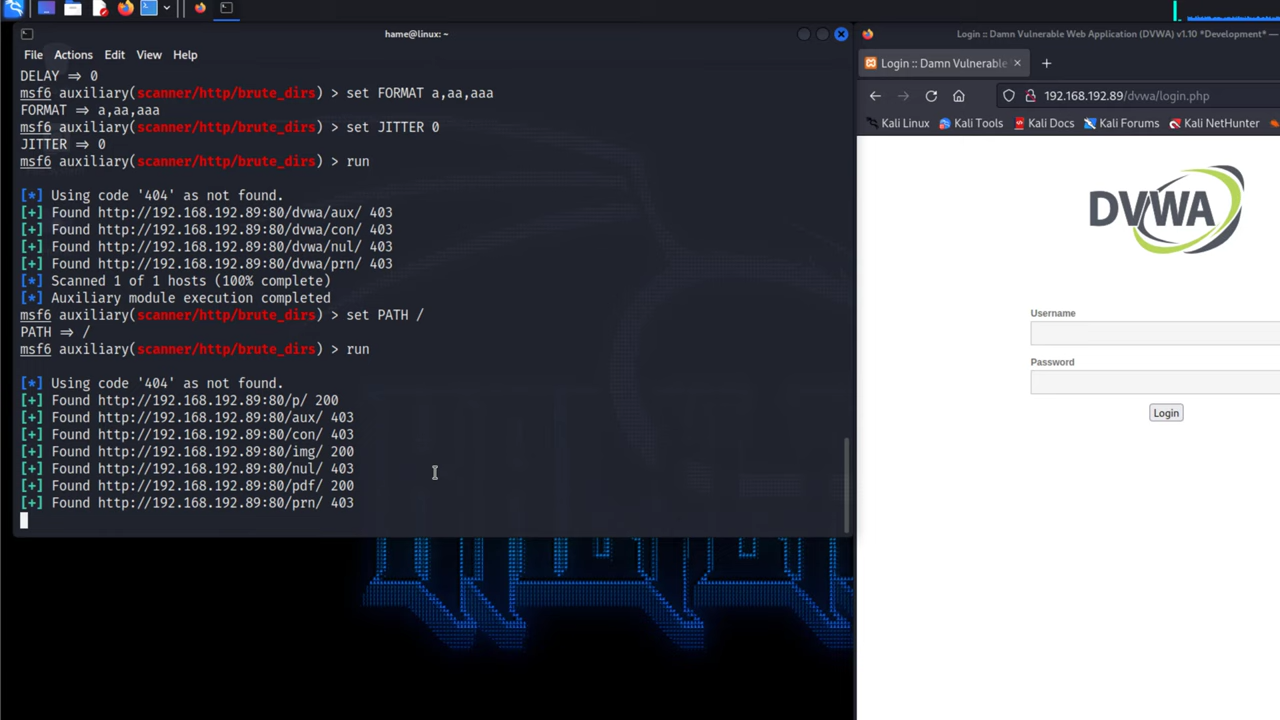 hame@linux: ~
File Actions Edit View Help
DELAY ⇒ 0
msf6 auxiliary(scanner/http/brute_dirs) > set FORMAT a,aa,aaa
FORMAT ⇒ a,aa,aaa
msf6 auxiliary(scanner/http/brute_dirs) > set JITTER 0
JITTER ⇒ 0
msf6 auxiliary(scanner/http/brute_dirs) > run
[*] Using code '404' as not found.
[+] Found http://192.168.192.89:80/dvwa/aux/ 403
[+] Found http://192.168.192.89:80/dvwa/con/ 403
[+] Found http://192.168.192.89:80/dvwa/nul/ 403
[+] Found http://192.168.192.89:80/dvwa/prn/ 403
[*] Scanned 1 of 1 hosts (100% complete)
[*] Auxiliary module execution completed
msf6 auxiliary(scanner/http/brute_dirs) > set PATH /
PATH ⇒ /
msf6 auxiliary(scanner/http/brute_dirs) > run
[*] Using code '404' as not found.
[+] Found http://192.168.192.89:80/p/ 200
[+] Found http://192.168.192.89:80/aux/ 403
[+] Found http://192.168.192.89:80/con/ 403
[+] Found http://192.168.192.89:80/img/ 200
[+] Found http://192.168.192.89:80/nul/ 403
[+] Found http://192.168.192.89:80/pdf/ 200
[+] Found http://192.168.192.89:80/prn/ 403
Login :: Damn Vulnerable Web Application (DVWA) v1.10 *Development* —
Login :: Damn Vulnerable
192.168.192.89/dvwa/login.php
Kali Linux Kali Tools Kali Docs Kali Forums Kali NetHunter
DVWA
Username
Password
Login